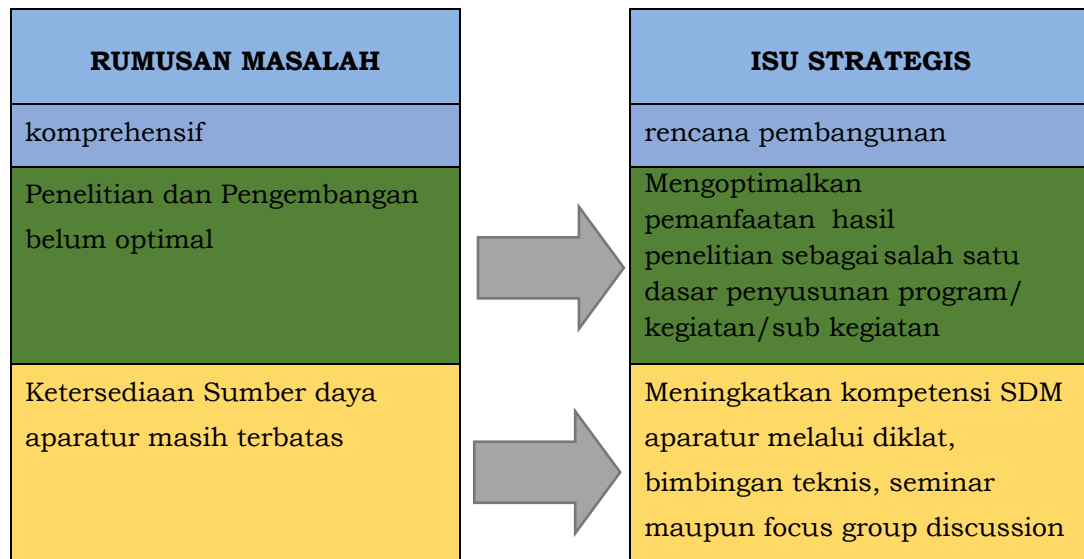 RUMUSAN MASALAH
komprehensif
Penelitian dan Pengembangan
belum optimal
Ketersediaan Sumber daya
aparatur masih terbatas
ISU STRATEGIS
rencana pembangunan
Mengoptimalkan
pemanfaatan hasil
penelitian sebagai salah satu
dasar penyusunan program/
kegiatan/sub kegiatan
Meningkatkan kompetensi SDM
aparatur melalui diklat,
bimbingan teknis, seminar
maupun focus group discussion